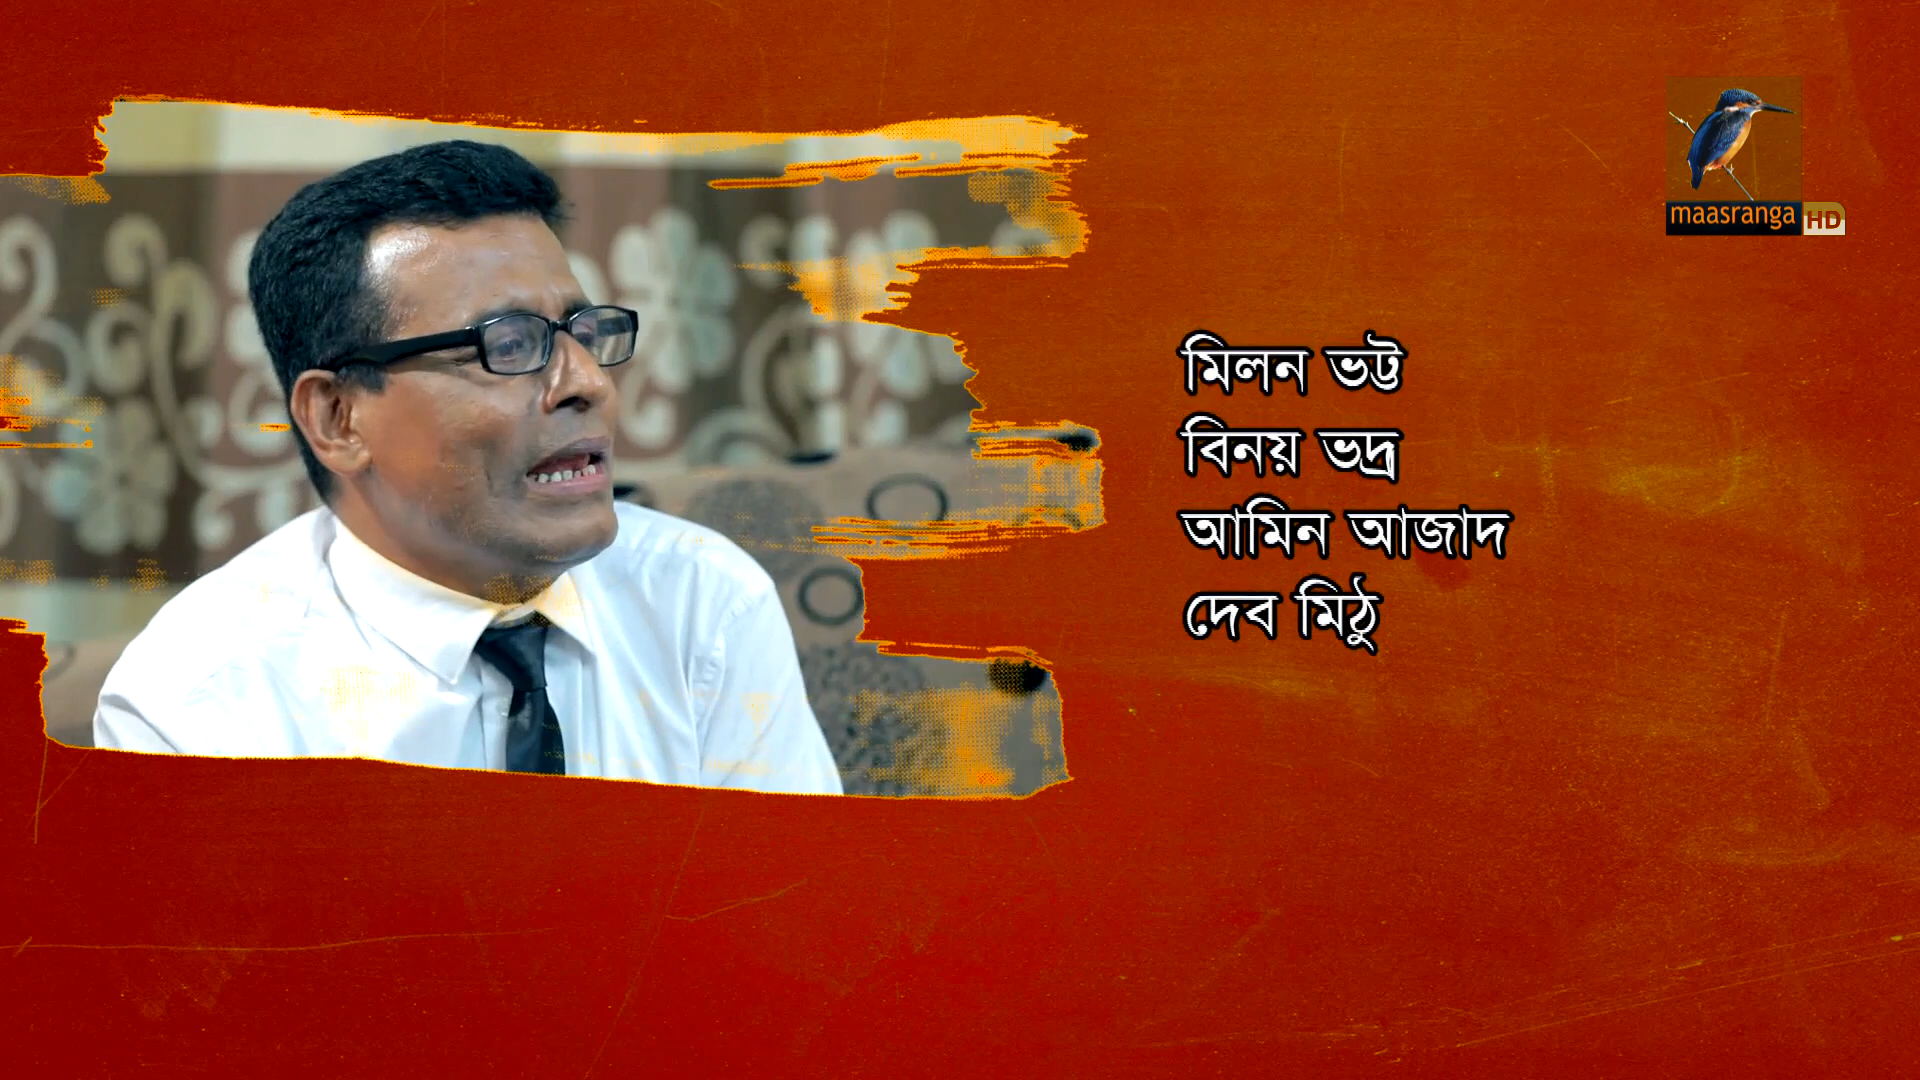 maasranga HD
মিলন ভট্ট
বিনয় ভদ্র
আমিন আজাদ
দেব মিঠু